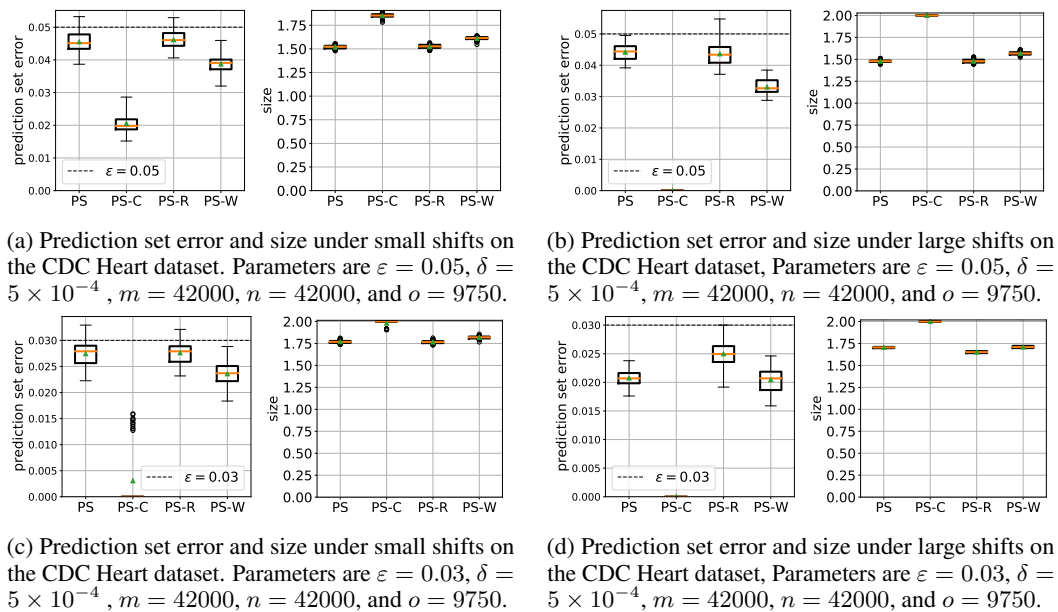 0.05
0.04
0.03
0.02
0.01
0.00
prediction set error
ε = 0.05
PS PS-C PS-R PS-W
1.75
1.50
1.25
1.00
0.75
0.50
0.25
0.00
size
PS PS-C PS-R PS-W
0.05
0.04
0.03
0.02
0.01
0.00
prediction set error
ε = 0.05
PS PS-C PS-R PS-W
2.00
1.75
1.50
1.25
1.00
0.75
0.50
0.25
0.00
size
PS PS-C PS-R PS-W
(a) Prediction set error and size under small shifts on
the CDC Heart dataset. Parameters are ε = 0.05, δ =
5 × 10⁻⁴ , m = 42000, n = 42000, and o = 9750.
(b) Prediction set error and size under large shifts on
the CDC Heart dataset, Parameters are ε = 0.05, δ =
5 × 10⁻⁴, m = 42000, n = 42000, and o = 9750.
0.030
0.025
0.020
0.015
0.010
0.005
0.000
prediction set error
ε = 0.03
PS PS-C PS-R PS-W
2.00
1.75
1.50
1.25
1.00
0.75
0.50
0.25
0.00
size
PS PS-C PS-R PS-W
0.030
0.025
0.020
0.015
0.010
0.005
0.000
prediction set error
ε = 0.03
PS PS-C PS-R PS-W
2.00
1.75
1.50
1.25
1.00
0.75
0.50
0.25
0.00
size
PS PS-C PS-R PS-W
(c) Prediction set error and size under small shifts on
the CDC Heart dataset. Parameters are ε = 0.03, δ =
5 × 10⁻⁴ , m = 42000, n = 42000, and o = 9750.
(d) Prediction set error and size under large shifts on
the CDC Heart dataset, Parameters are ε = 0.03, δ =
5 × 10⁻⁴ , m = 42000, n = 42000, and o = 9750.